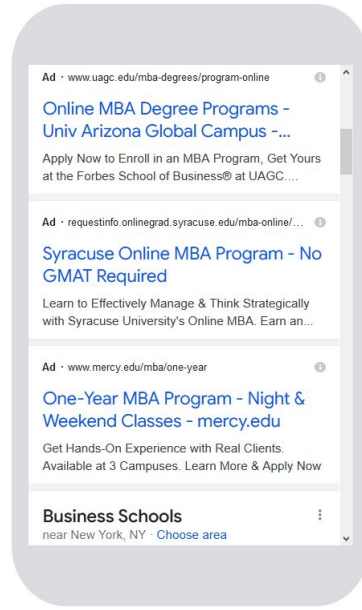 Ad · www.uagc.edu/mba-degrees/program-online
Online MBA Degree Programs -
Univ Arizona Global Campus -...
Apply Now to Enroll in an MBA Program, Get Yours
at the Forbes School of Business® at UAGC....
Ad · requestinfo.onlinegrad.syracuse.edu/mba-online/...
Syracuse Online MBA Program - No
GMAT Required
Learn to Effectively Manage & Think Strategically
with Syracuse University's Online MBA. Earn an...
Ad · www.mercy.edu/mba/one-year
One-Year MBA Program - Night &
Weekend Classes - mercy.edu
Get Hands-On Experience with Real Clients.
Available at 3 Campuses. Learn More & Apply Now
Business Schools
near New York, NY · Choose area